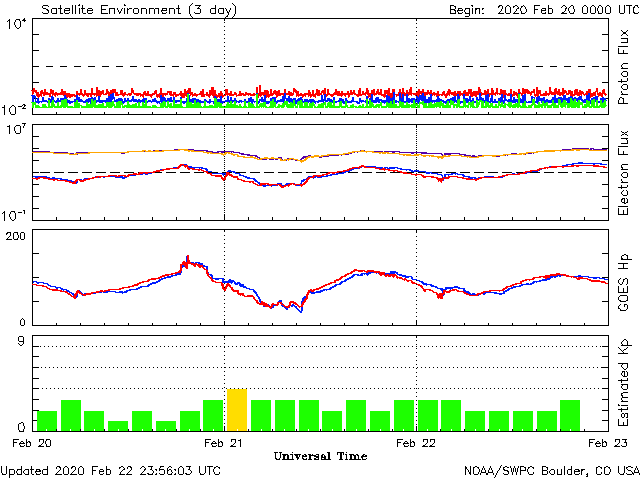 Satellite Environment (3 day) Begin: 2020 Feb 20 0000 UTC
10^4
10^-2
Proton Flux
10^7
10^-1
Electron Flux
200
0
GOES Hp
9
0
Estimated Kp
Feb 20 Feb 21 Feb 22 Feb 23
Universal Time
Updated 2020 Feb 22 23:56:03 UTC NOAA/SWPC Boulder, CO USA